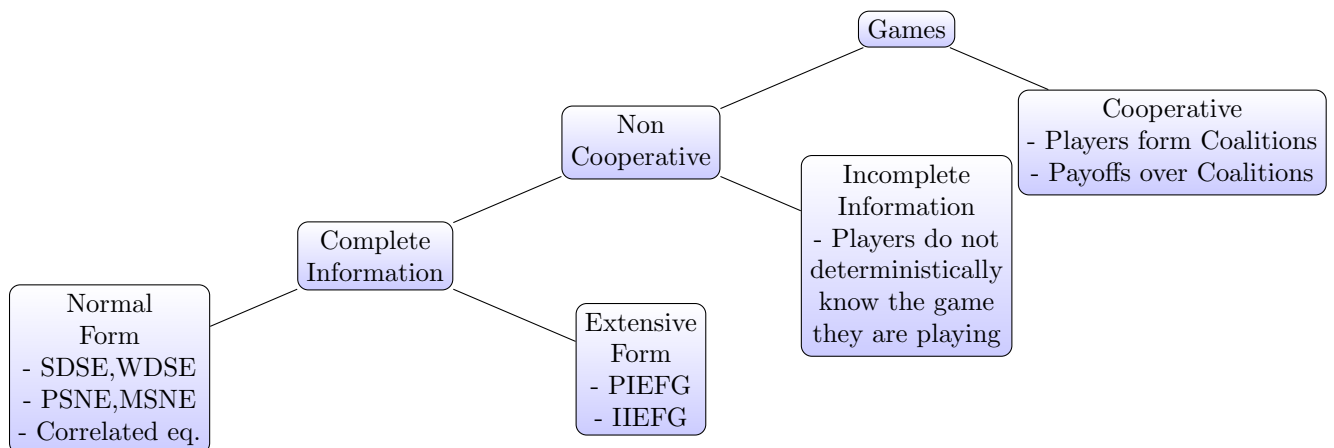 Games
Non
Cooperative
Cooperative
- Players form Coalitions
- Payoffs over Coalitions
Complete
Information
Incomplete
Information
- Players do not
deterministically
know the game
they are playing
Normal
Form
- SDSE,WDSE
- PSNE,MSNE
- Correlated eq.
Extensive
Form
- PIEFG
- IIEFG